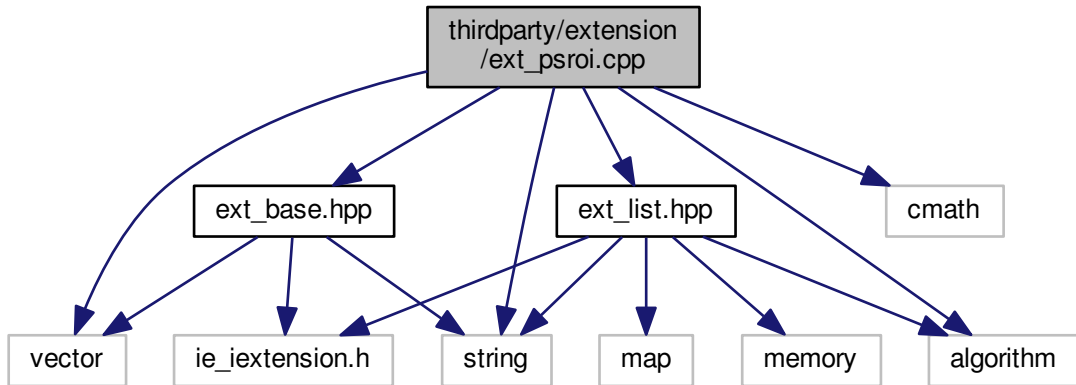 thirdparty/extension
/ext_psroi.cpp
ext_base.hpp
ext_list.hpp
cmath
vector
ie_iextension.h
string
map
memory
algorithm